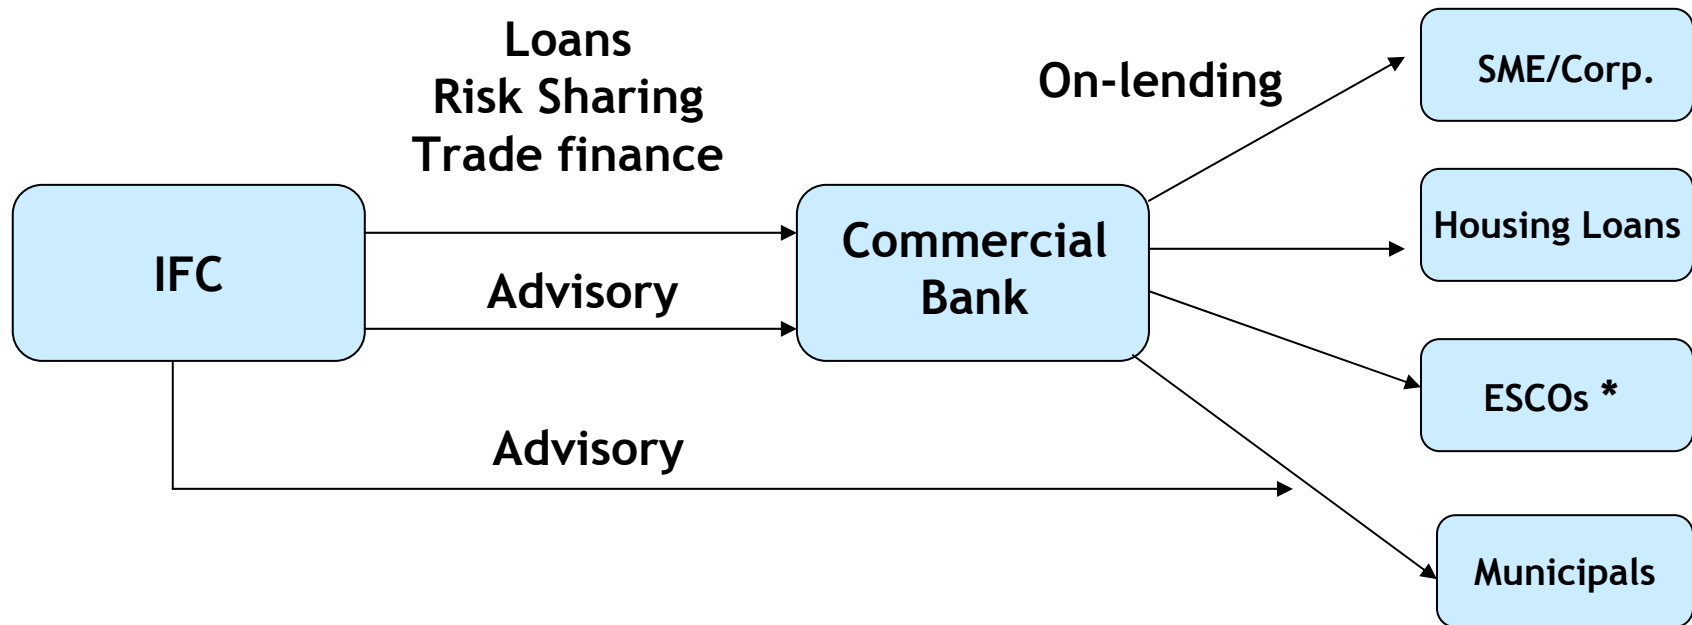 Loans
Risk Sharing
Trade finance
On-lending
SME/Corp.
IFC
Advisory
Commercial
Bank
Housing Loans
ESCOs *
Advisory
Municipals